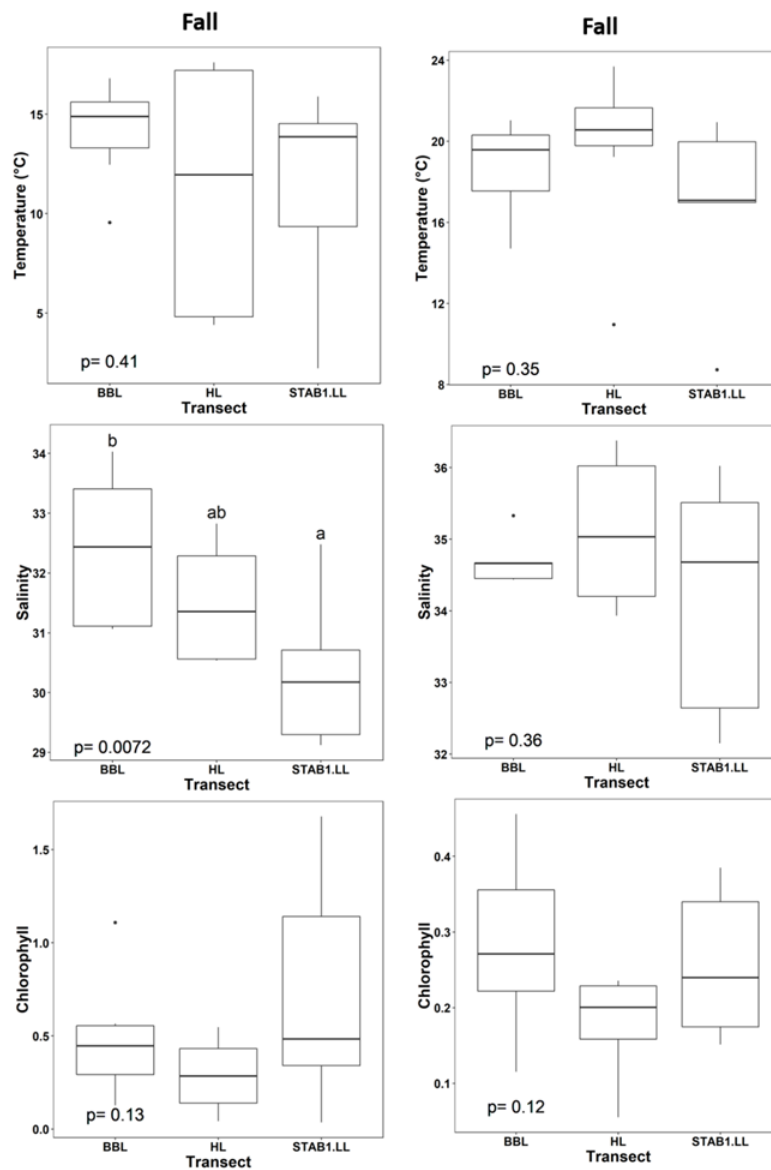 Fall
Temperature (°C)
15
10
5
p= 0.41
BBL HL STAB1.LL
Transect
Fall
Temperature (°C)
24
20
16
12
8
p= 0.35
BBL HL STAB1.LL
Transect
Salinity
34
33
32
31
30
29
b
ab
a
p= 0.0072
BBL HL STAB1.LL
Transect
Salinity
36
35
34
33
32
p= 0.36
BBL HL STAB1.LL
Transect
Chlorophyll
1.5
1.0
0.5
0.0
p= 0.13
BBL HL STAB1.LL
Transect
Chlorophyll
0.4
0.3
0.2
0.1
p= 0.12
BBL HL STAB1.LL
Transect